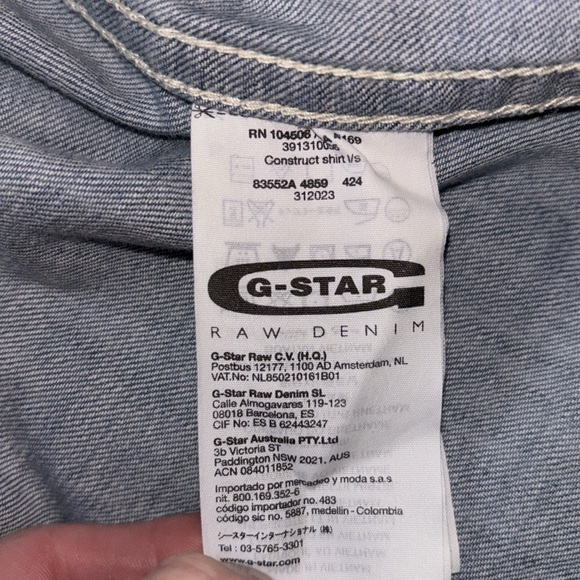 RN 104508
Construct shirt l/s
83552A 4859 424
312023
G-STAR
RAW DENIM
G-Star Raw C.V. (H.Q.)
Postbus 12177, 1100 AD Amsterdam, NL
VAT.No: NL850210161B01
G-Star Raw Denim SL
Calle Almogavares 119-123
08018 Barcelona, ES
CIF No: ES B 62443247
G-Star Australia PTY.Ltd
3b Victoria ST
Paddington NSW 2021, AUS
ACN 084011852
Importado por mercadeo y moda s.a.s
nit. 800.169.352-6
código importador no.483
código sic no. 5887, medellin - Colombia
シースターインターナショナル (株)
Tel : 03-5765-3301
www.g-star.com